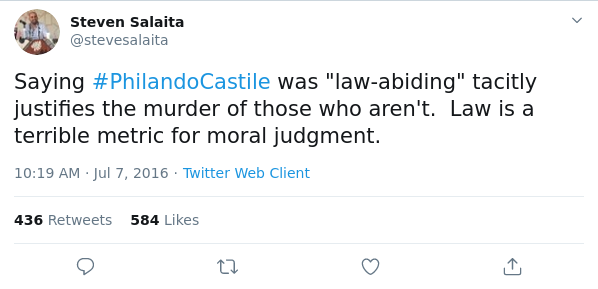 Steven Salaita
@stevesalaita
Saying #PhilandoCastile was "law-abiding" tacitly
justifies the murder of those who aren't.  Law is a
terrible metric for moral judgment.
10:19 AM · Jul 7, 2016 · Twitter Web Client
436 Retweets 584 Likes